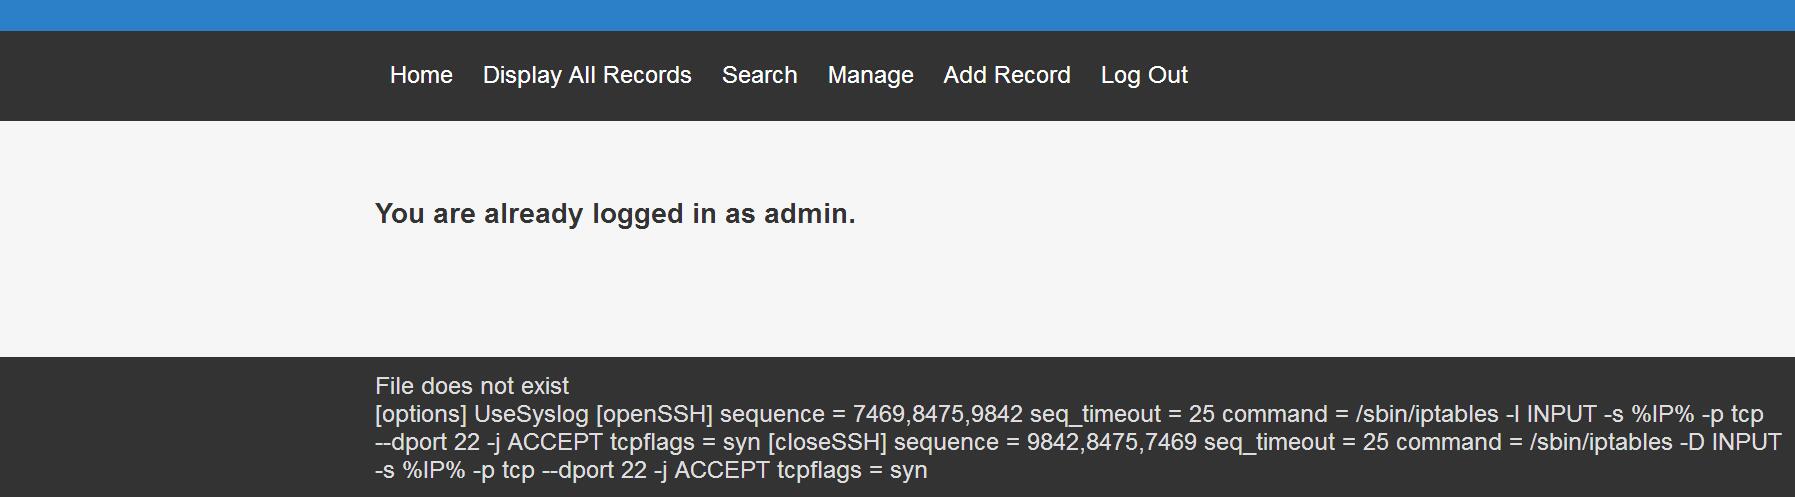 Home Display All Records Search Manage Add Record Log Out
You are already logged in as admin.
File does not exist
[options] UseSyslog [openSSH] sequence = 7469,8475,9842 seq_timeout = 25 command = /sbin/iptables -I INPUT -s %IP% -p tcp
--dport 22 -j ACCEPT tcpflags = syn [closeSSH] sequence = 9842,8475,7469 seq_timeout = 25 command = /sbin/iptables -D INPUT
-s %IP% -p tcp --dport 22 -j ACCEPT tcpflags = syn